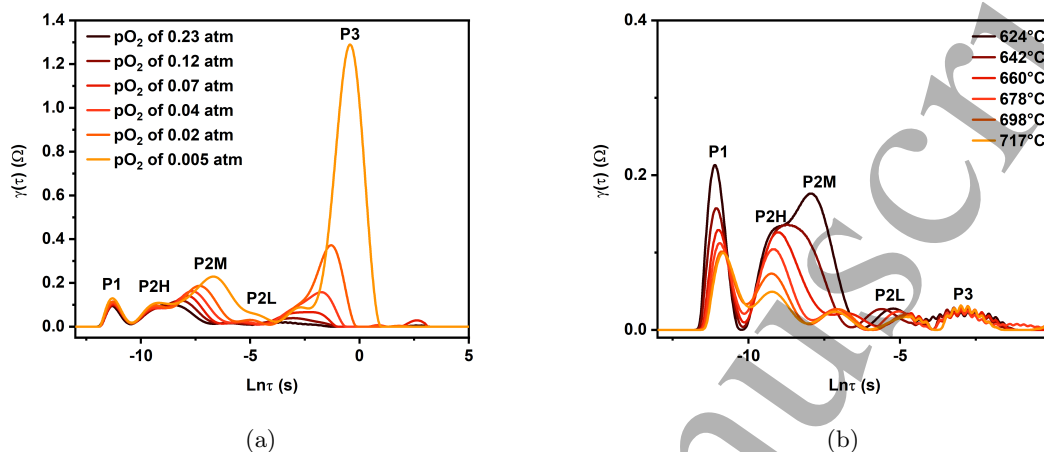 1.4
1.2
1.0
0.8
0.6
0.4
0.2
0.0
γ(τ) (Ω)
pO₂ of 0.23 atm
pO₂ of 0.12 atm
pO₂ of 0.07 atm
pO₂ of 0.04 atm
pO₂ of 0.02 atm
pO₂ of 0.005 atm
P1
P2H
P2M
P2L
P3
-10
-5
0
5
Lnτ (s)
(a)
0.4
0.2
0.0
γ(τ) (Ω)
624°C
642°C
660°C
678°C
698°C
717°C
P1
P2H
P2M
P2L
P3
-10
-5
Lnτ (s)
(b)
nuscri